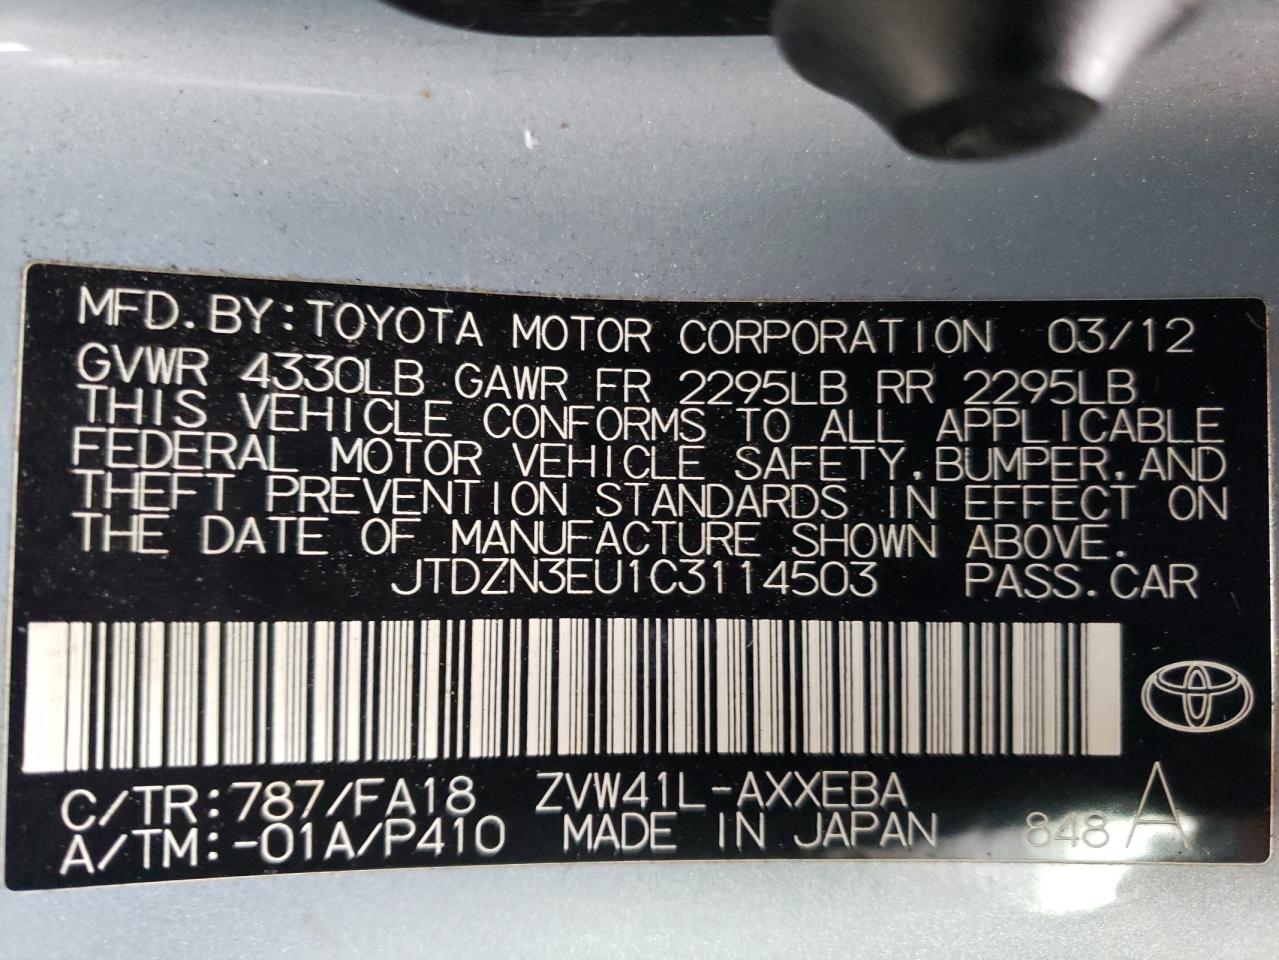 MFD. BY: TOYOTA MOTOR CORPORATION 03/12
GVWR 4330LB GAWR FR 2295LB RR 2295LB
THIS VEHICLE CONFORMS TO ALL APPLICABLE
FEDERAL MOTOR VEHICLE SAFETY, BUMPER, AND
THEFT PREVENTION STANDARDS IN EFFECT ON
THE DATE OF MANUFACTURE SHOWN ABOVE.
JTDZN3EU1C3114503 PASS. CAR
C/TR: 787/FA18 ZVW41L-AXXEBA A
A/TM: -01A/P410 MADE IN JAPAN 848